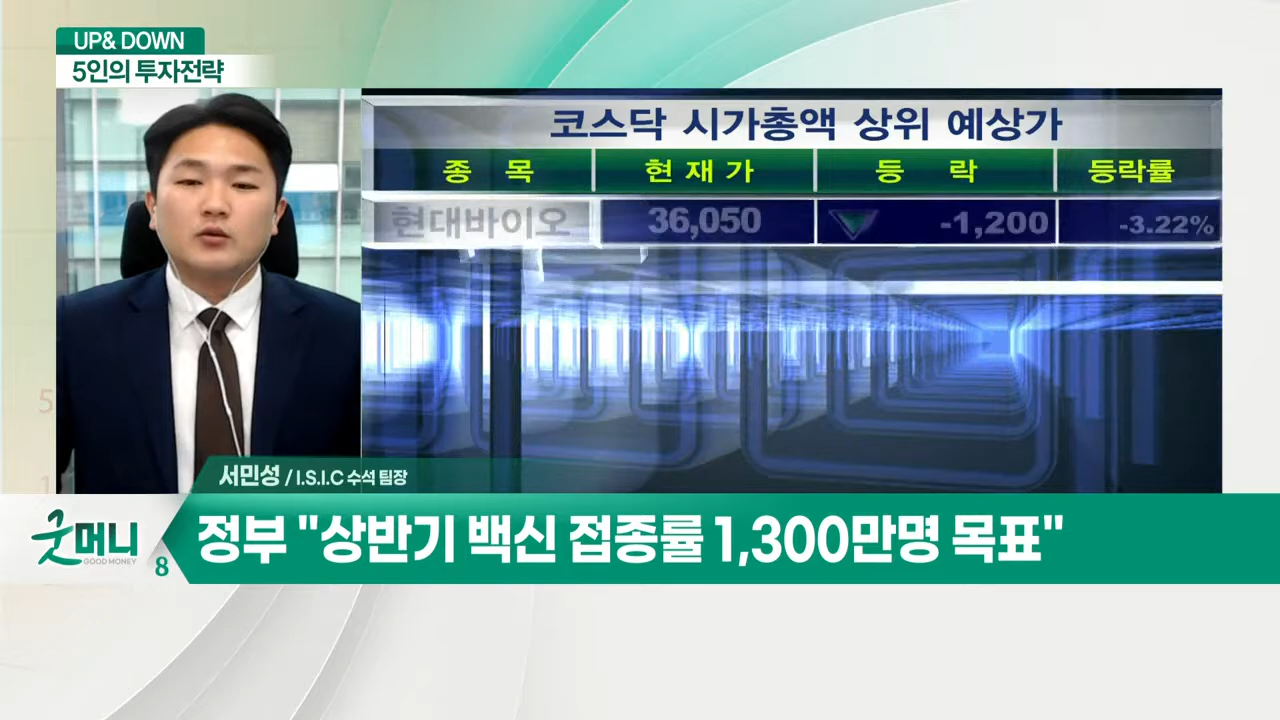 UP& DOWN
5인의 투자전략
코스닥 시가총액 상위 예상가
종 목 현 재 가 등 락 등락률
현대바이오 36,050 -1,200 -3.22%
5
1
서민성 / I.S.I.C 수석 팀장
정부 "상반기 백신 접종률 1,300만명 목표"
굿머니
GOOD MONEY
8